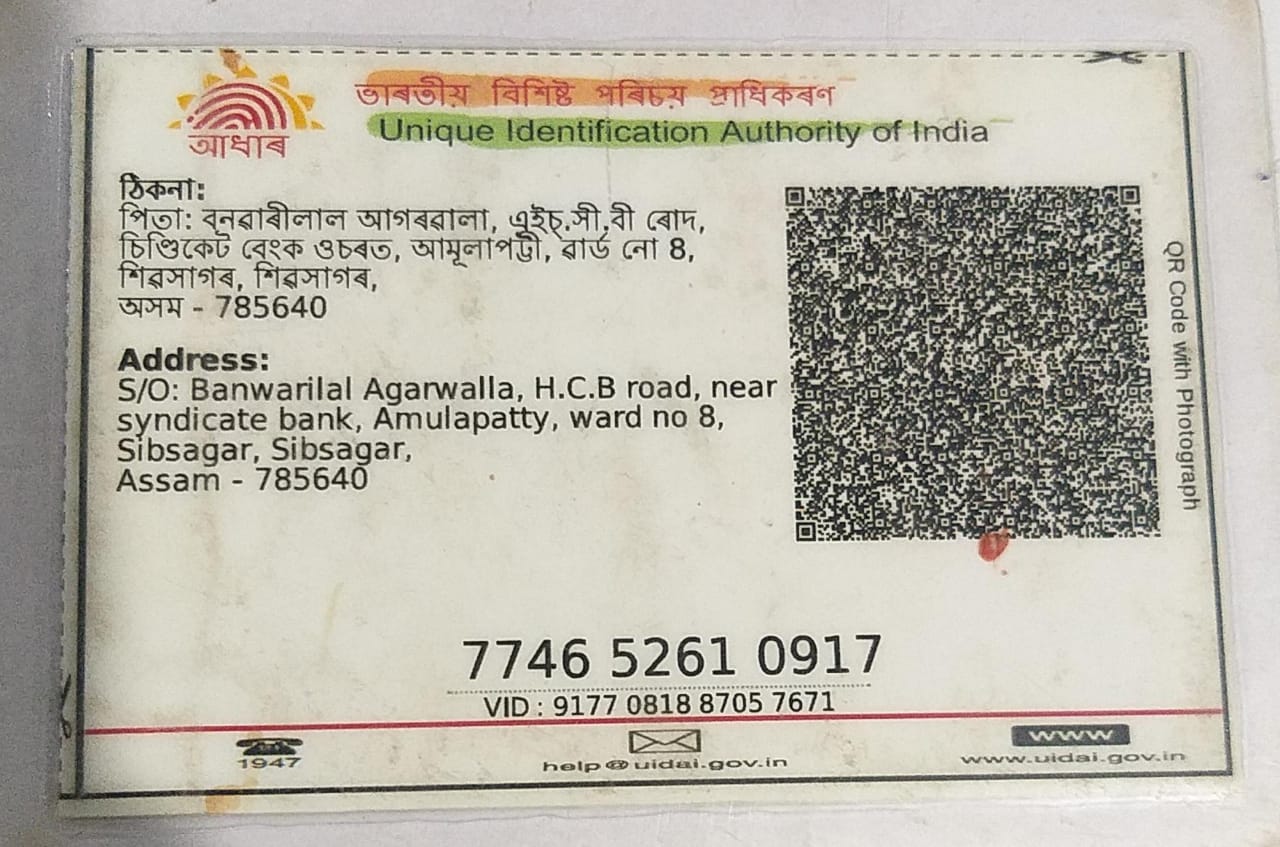 ভাৰতীয় বিশিষ্ট পৰিচয় প্ৰাধিকৰণ
Unique Identification Authority of India
আধাৰ
ঠিকনা:
পিতা: বনৱাৰীলাল আগৰৱালা, এইচ.সী.বী ৰোদ,
চিণ্ডিকেট বেংক ওচৰত, আমূলাপট্টী, ৱাৰ্ড নো 8,
শিৱসাগৰ, শিৱসাগৰ,
অসম - 785640
Address:
S/O: Banwarilal Agarwalla, H.C.B road, near
syndicate bank, Amulapatty, ward no 8,
Sibsagar, Sibsagar,
Assam - 785640
QR Code with Photograph
7746 5261 0917
VID : 9177 0818 8705 7671
1947
help@uidai.gov.in
www
www.uidai.gov.in